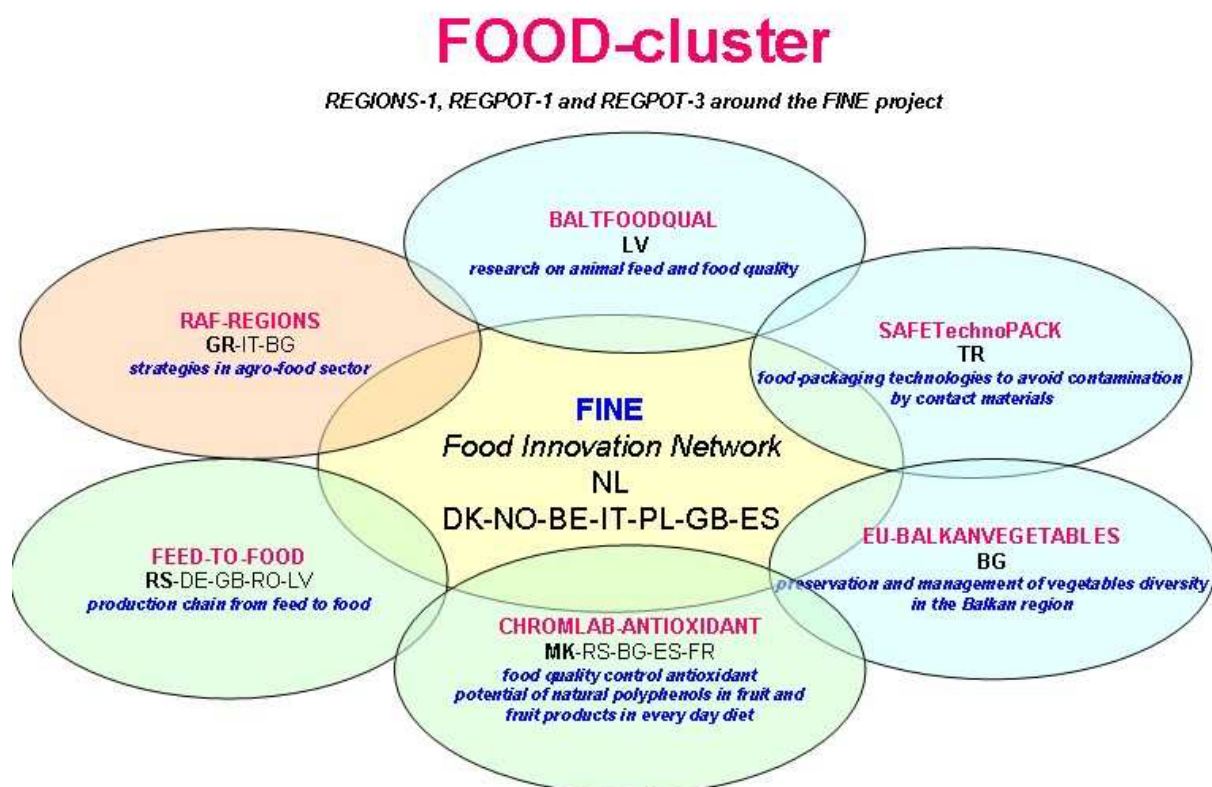 FOOD-cluster
REGIONS-1, REGPOT-1 and REGPOT-3 around the FINE project
BALTFOODQUAL
LV
research on animal feed and food quality
RAF-REGIONS
GR-IT-BG
strategies in agro-food sector
SAFETechnoPACK
TR
food-packaging technologies to avoid contamination
by contact materials
FINE
Food Innovation Network
NL
DK-NO-BE-IT-PL-GB-ES
FEED-TO-FOOD
RS-DE-GB-RO-LV
production chain from feed to food
EU-BALKANVEGETABLES
BG
preservation and management of vegetables diversity
in the Balkan region
CHROMLAB-ANTIOXIDANT
MK-RS-BG-ES-FR
food quality control antioxidant
potential of natural polyphenols in fruit and
fruit products in every day diet